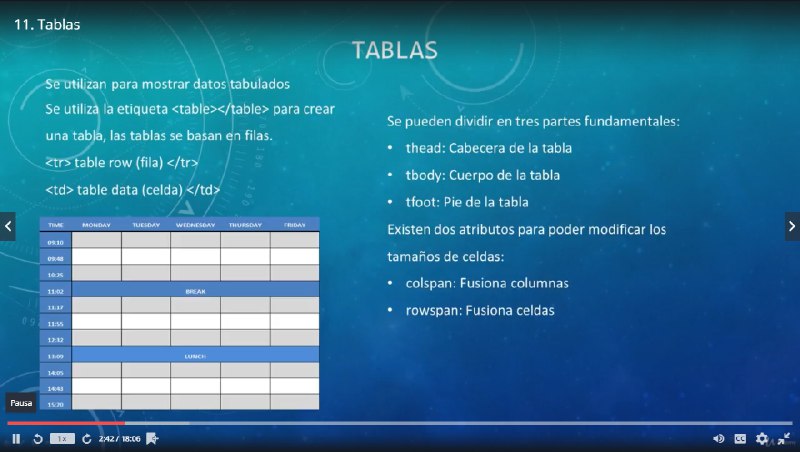 11. Tablas
TABLAS
Se utilizan para mostrar datos tabulados
Se utiliza la etiqueta <table></table> para crear
una tabla, las tablas se basan en filas.
<tr> table row (fila) </tr>
<td> table data (celda) </td>
TIME MONDAY TUESDAY WEDNESDAY THURSDAY FRIDAY
09:10
09:48
10:25
11:02 BREAK
11:17
11:55
12:32
13:09 LUNCH
14:05
14:43
15:20
Se pueden dividir en tres partes fundamentales:
• thead: Cabecera de la tabla
• tbody: Cuerpo de la tabla
• tfoot: Pie de la tabla
Existen dos atributos para poder modificar los
tamaños de celdas:
• colspan: Fusiona columnas
• rowspan: Fusiona celdas
Pausa
1x 2:42 / 18:06 CC